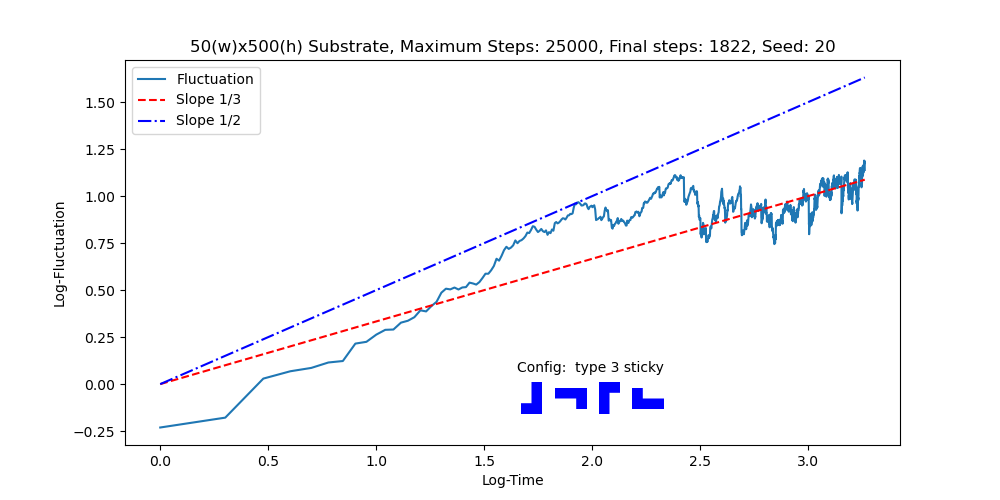 50(w)x500(h) Substrate, Maximum Steps: 25000, Final steps: 1822, Seed: 20
Fluctuation
Slope 1/3
Slope 1/2
1.50
1.25
1.00
0.75
0.50
0.25
0.00
−0.25
Log-Fluctuation
Config:  type 3 sticky
0.0 0.5 1.0 1.5 2.0 2.5 3.0
Log-Time